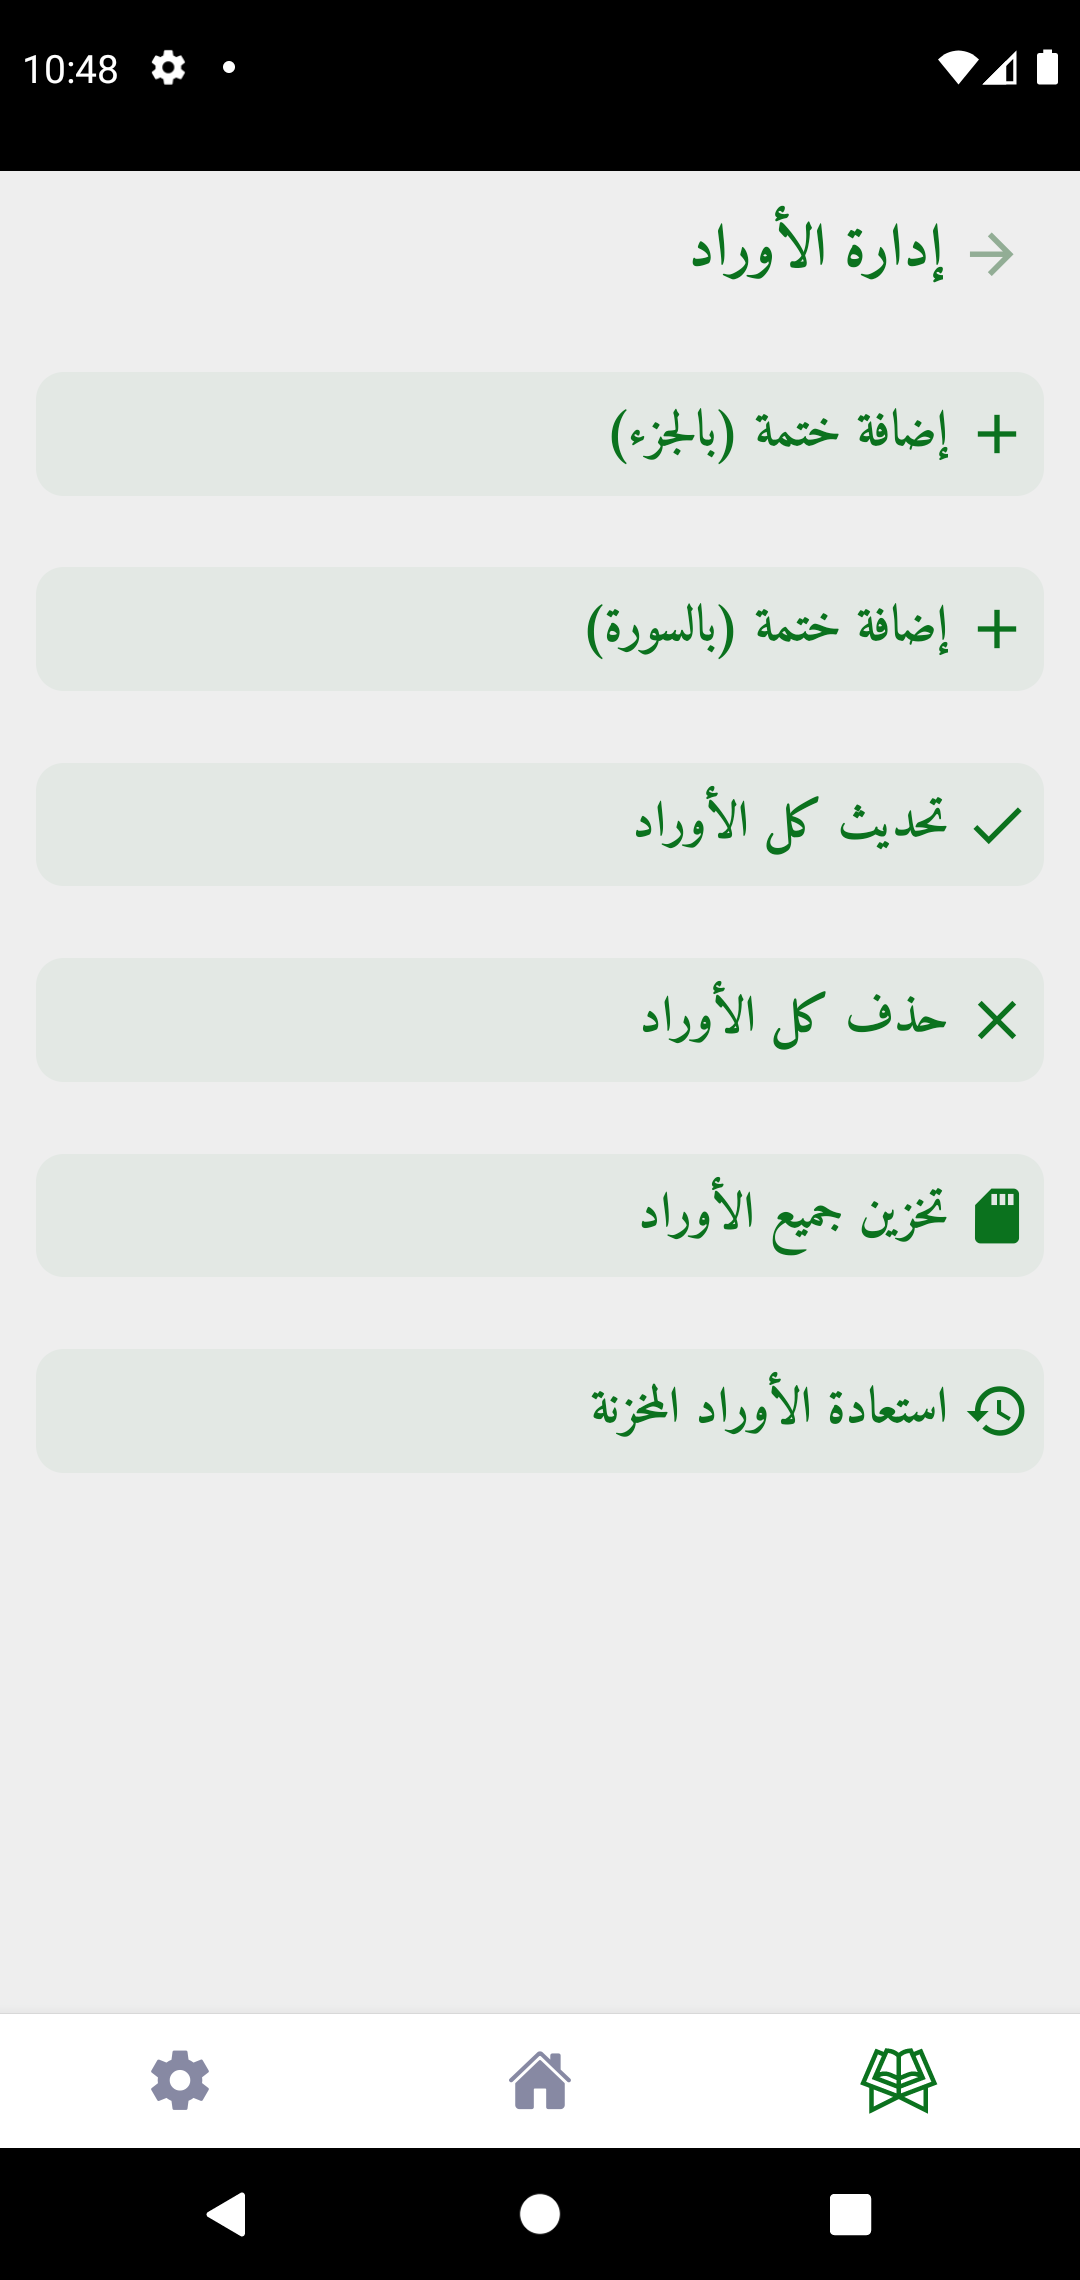 10:48
إدارة الأوراد
إضافة ختمة (بالجزء)
إضافة ختمة (بالسورة)
تحديث كل الأوراد
حذف كل الأوراد
تخزين جميع الأوراد
استعادة الأوراد المخزنة